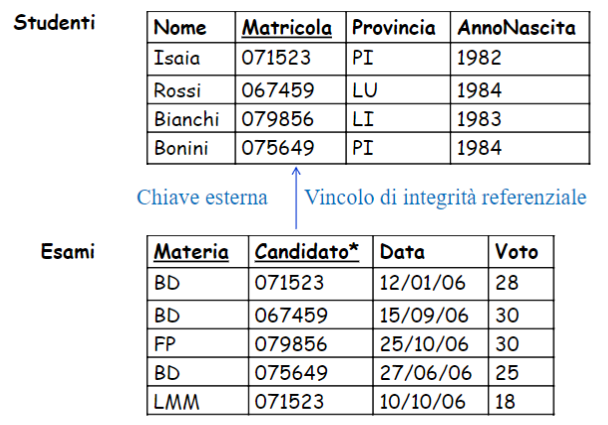 Studenti
Nome Matricola Provincia AnnoNascita
Isaia 071523 PI 1982
Rossi 067459 LU 1984
Bianchi 079856 LI 1983
Bonini 075649 PI 1984
Chiave esterna Vincolo di integrità referenziale
Esami
Materia Candidato* Data Voto
BD 071523 12/01/06 28
BD 067459 15/09/06 30
FP 079856 25/10/06 30
BD 075649 27/06/06 25
LMM 071523 10/10/06 18